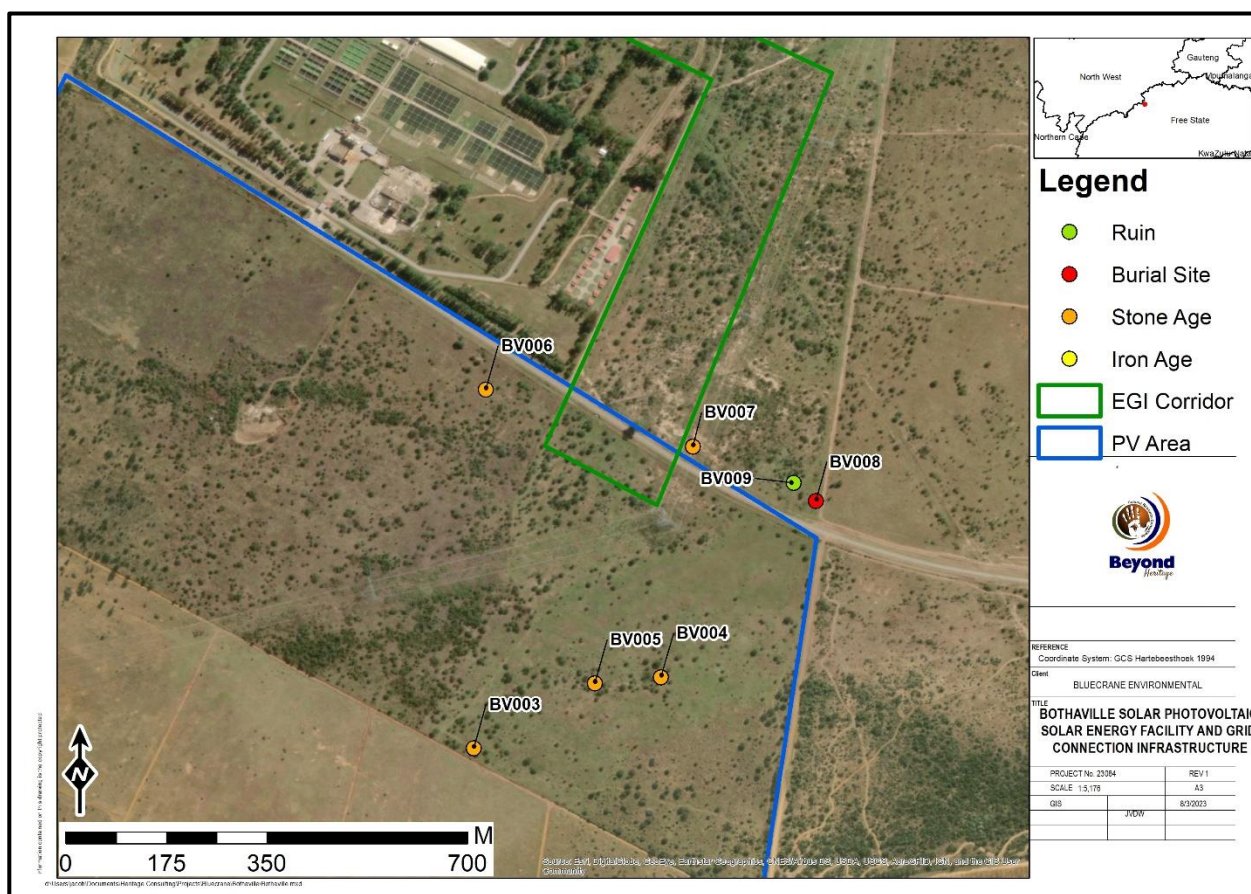 BV006
BV007
BV009
BV008
BV005
BV004
BV003
N
M
0 175 350 700
Community
North West
Gauteng
Free State
Northern Cape
Legend
Ruin
Burial Site
Stone Age
Iron Age
EGI Corridor
PV Area
Beyond
Heritage
REFERENCE
Coordinate System: GCS Hartebeesthoek 1994
Client
BLUECRANE ENVIRONMENTAL
TITLE
BOTHAVILLE SOLAR PHOTOVOLTAIC
SOLAR ENERGY FACILITY AND GRID
CONNECTION INFRASTRUCTURE
PROJECT No. 23084 REV 1
SCALE 1:5,176 A3
GIS 8/3/2023
JVDW